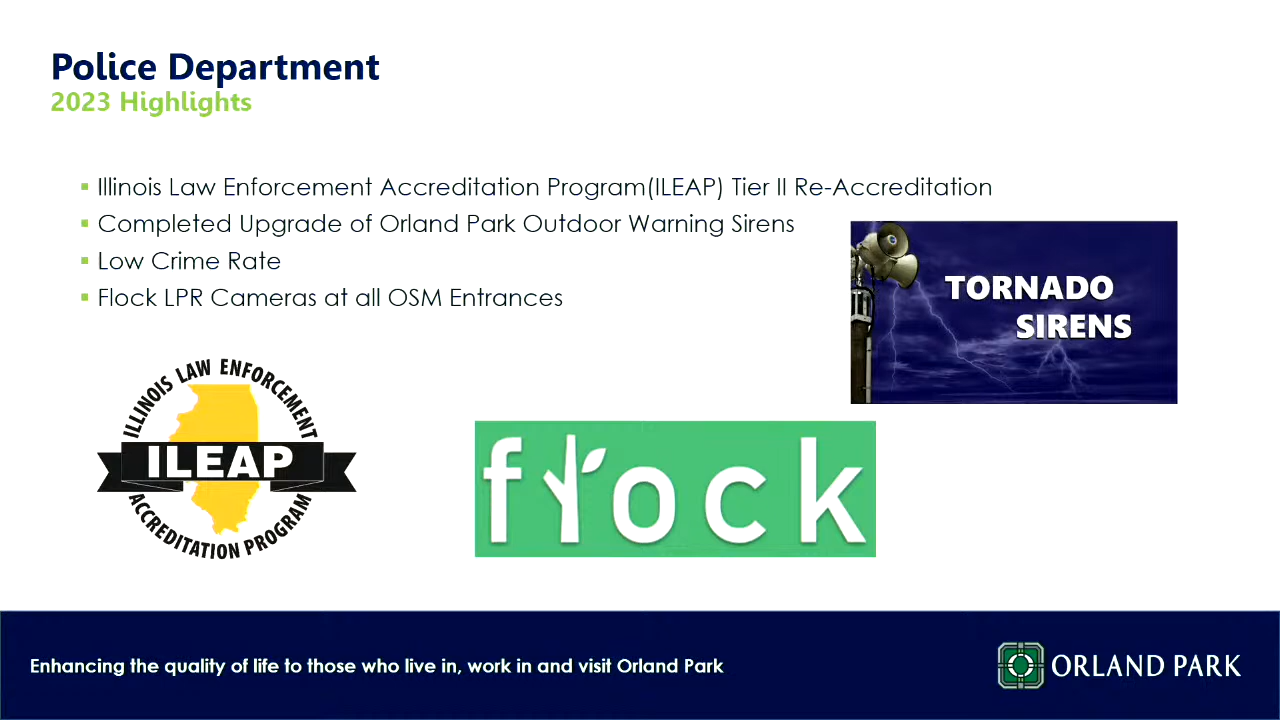 Police Department
2023 Highlights
Illinois Law Enforcement Accreditation Program(ILEAP) Tier II Re-Accreditation
Completed Upgrade of Orland Park Outdoor Warning Sirens
Low Crime Rate
Flock LPR Cameras at all OSM Entrances
TORNADO
SIRENS
ILLINOIS LAW ENFORCEMENT
ILEAP
ACCREDITATION PROGRAM
flock
Enhancing the quality of life to those who live in, work in and visit Orland Park
ORLAND PARK